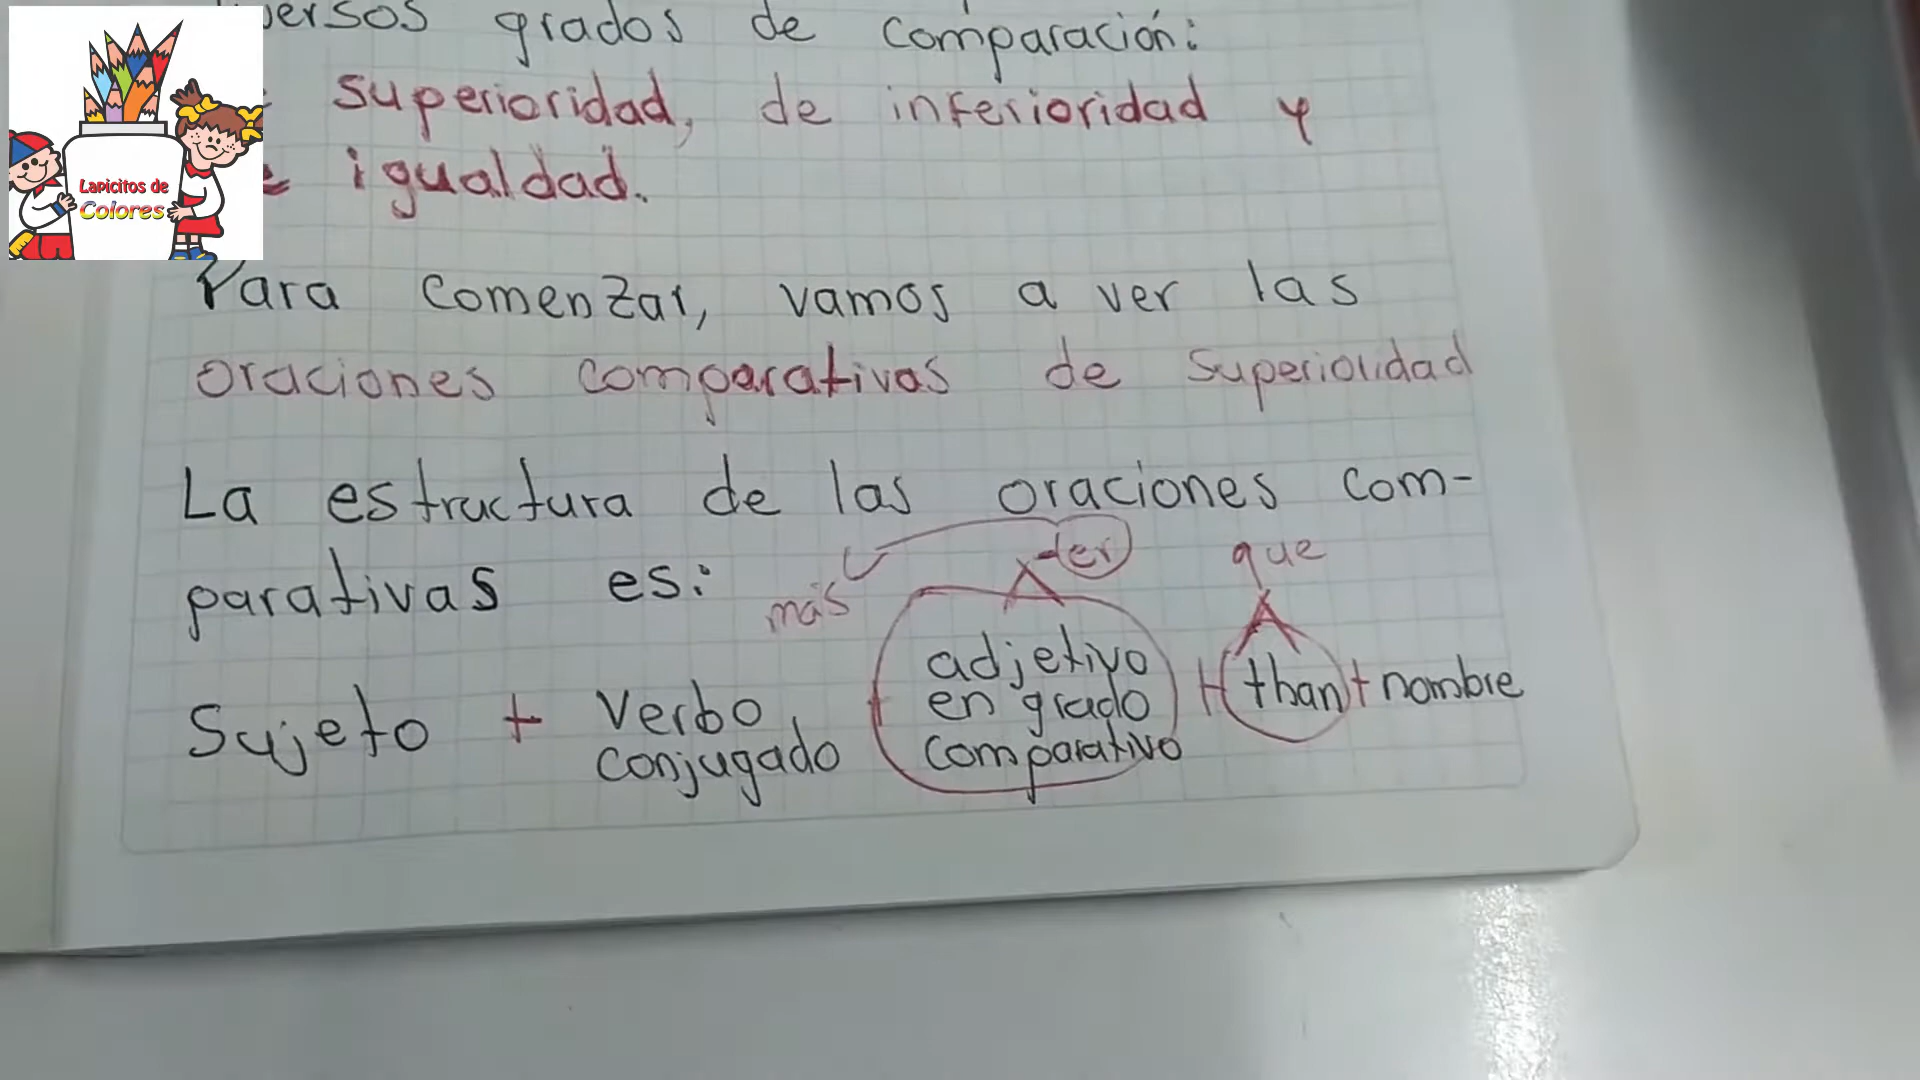 Lapicitos de
Colores
versos grados de comparación:
superioridad, de inferioridad y
igualdad.
Para comenzar, vamos a ver las
oraciones comparativas de superioridad
La estructura de las oraciones com-
parativas es:
más
-er
que
Sujeto + verbo conjugado + adjetivo en grado comparativo + than + nombre